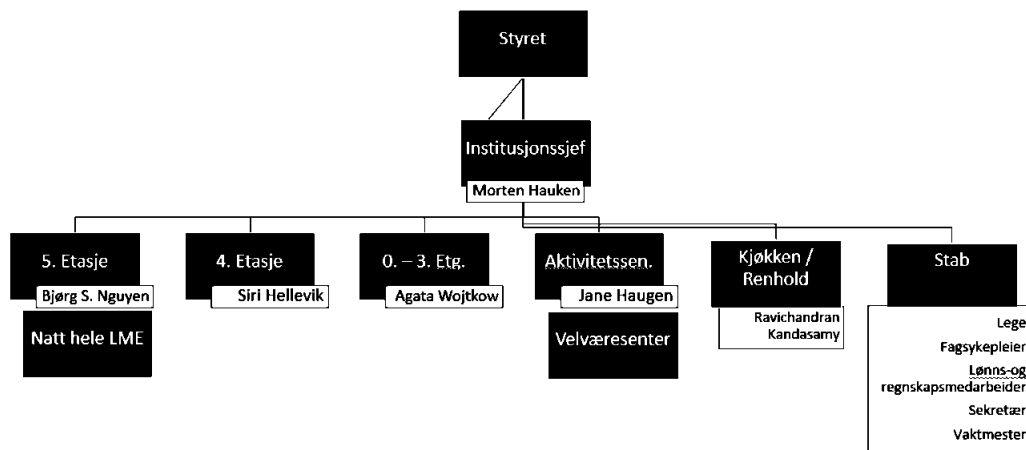 Styret
Institusjonssjef
Morten Hauken
5. Etasje
Bjørg S. Nguyen
Natt hele LME
4. Etasje
Siri Hellevik
0. – 3. Etg.
Agata Wojtkow
Aktivitetssen.
Jane Haugen
Velværesenter
Kjøkken /
Renhold
Ravichandran
Kandasamy
Stab
Lege
Fagsykepleier
Lønns-og
regnskapsmedarbeider
Sekretær
Vaktmester